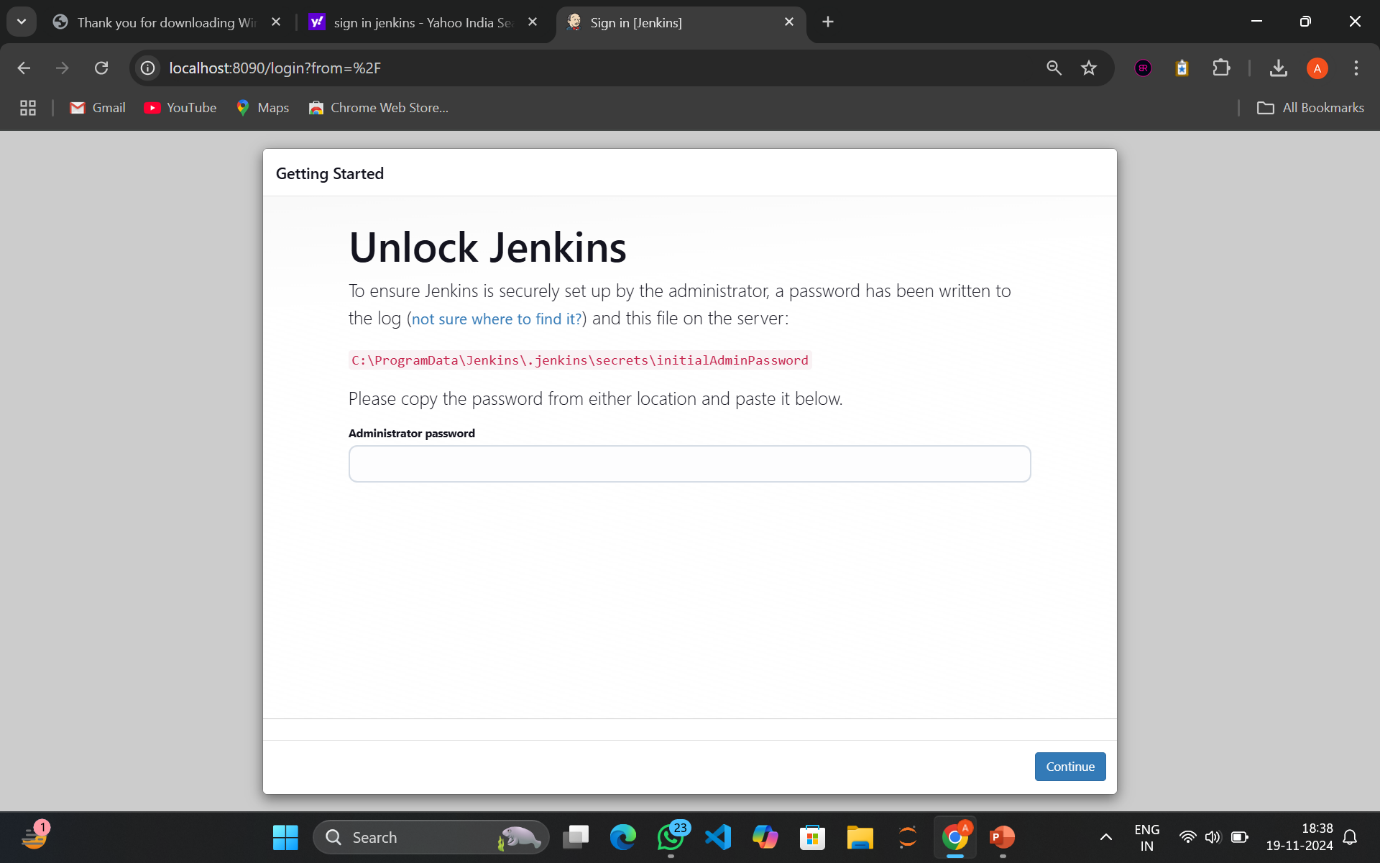 Thank you for downloading Wi
sign in jenkins - Yahoo India Se
Sign in [Jenkins]
localhost:8090/login?from=%2F
A
Gmail
YouTube
Maps
Chrome Web Store...
All Bookmarks
Getting Started
Unlock Jenkins
To ensure Jenkins is securely set up by the administrator, a password has been written to
the log (not sure where to find it?) and this file on the server:
C:\ProgramData\Jenkins\.jenkins\secrets\initialAdminPassword
Please copy the password from either location and paste it below.
Administrator password
Continue
1
Search
23
A
P
ENG
IN
18:38
19-11-2024